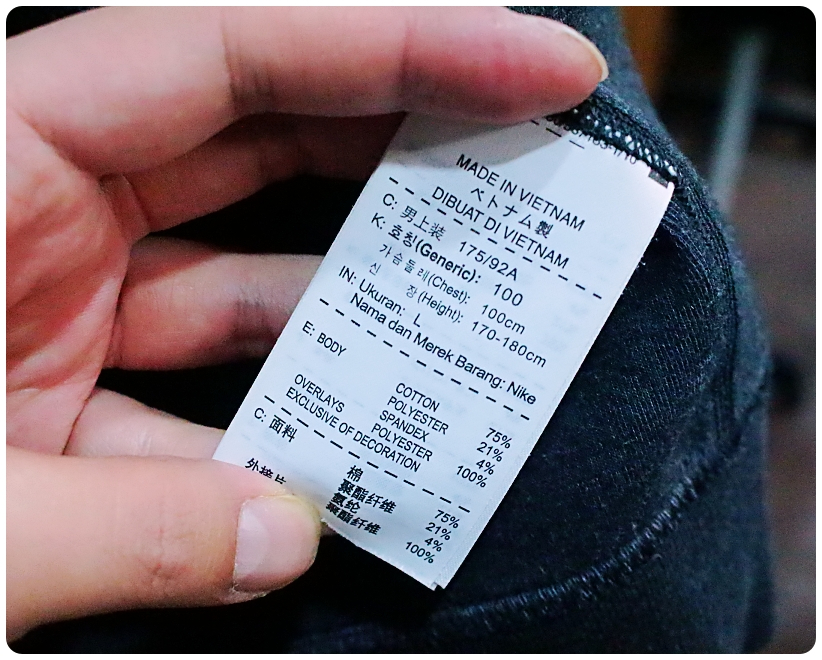 MADE IN VIETNAM
ベトナム製
DIBUAT DI VIETNAM
C: 男上装 175/92A
K: 호칭(Generic): 100
가슴둘레(Chest): 100cm
신 장(Height): 170-180cm
IN: Ukuran: L
Nama dan Merek Barang: Nike
E: BODY
COTTON 75%
POLYESTER 21%
SPANDEX 4%
OVERLAYS POLYESTER 100%
EXCLUSIVE OF DECORATION
C: 面料
棉 75%
聚酯纤维 21%
氨纶 4%
外接片 聚酯纤维 100%